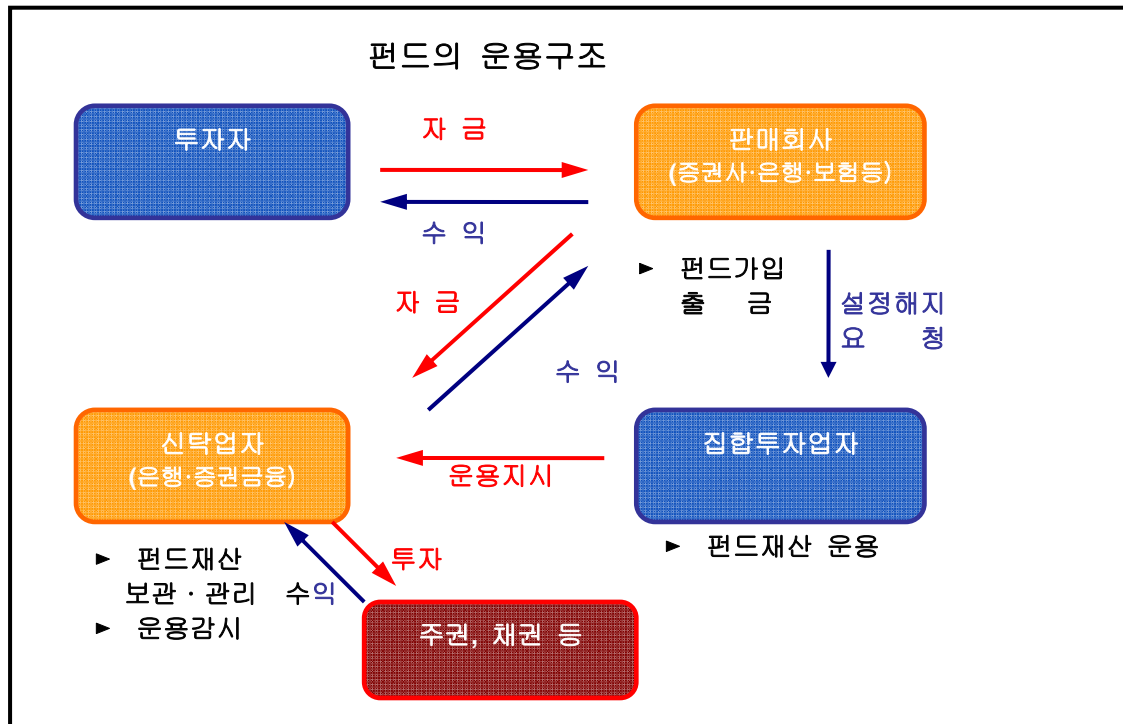 펀드의 운용구조
투자자
자 금
수 익
판매회사
(증권사·은행·보험등)
► 펀드가입
출 금
설정해지
요 청
자 금
수 익
신탁업자
(은행·증권금융)
운용지시
집합투자업자
► 펀드재산 운용
► 펀드재산
보관 · 관리
► 운용감시
투자
수익
주권, 채권 등